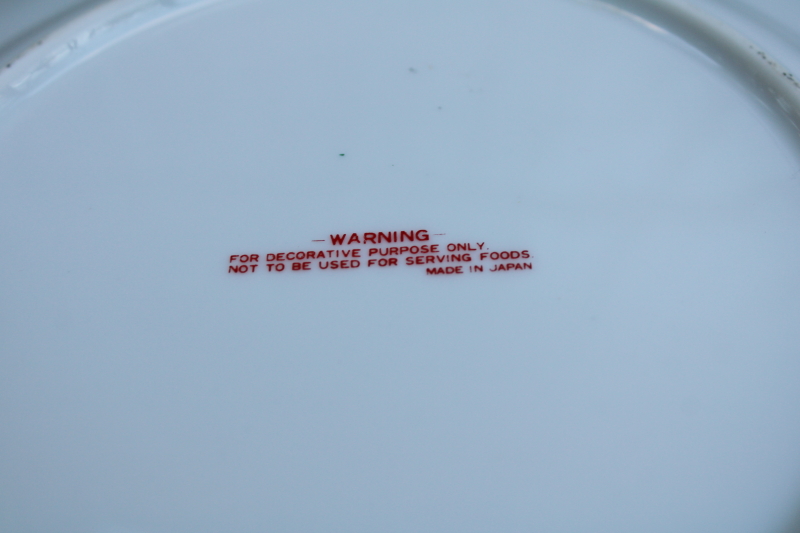 —WARNING—
FOR DECORATIVE PURPOSE ONLY.
NOT TO BE USED FOR SERVING FOODS.
MADE IN JAPAN